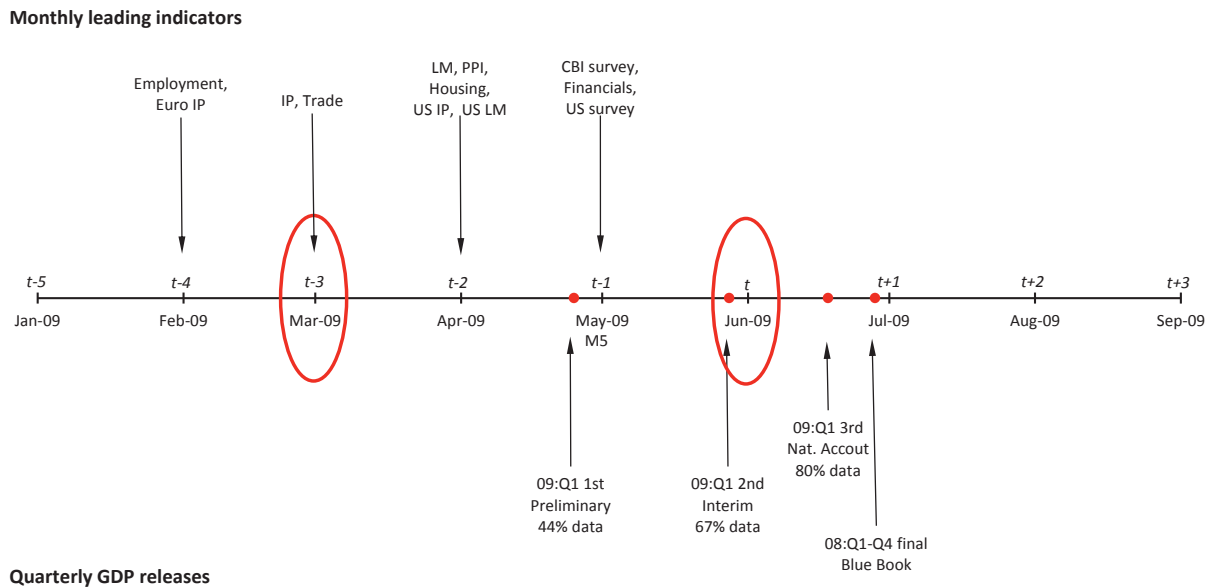 Monthly leading indicators
Employment,
Euro IP
IP, Trade
LM, PPI,
Housing,
US IP, US LM
CBI survey,
Financials,
US survey
t-5
t-4
t-3
t-2
t-1
t
t+1
t+2
t+3
Jan-09
Feb-09
Mar-09
Apr-09
May-09
M5
Jun-09
Jul-09
Aug-09
Sep-09
09:Q1 1st
Preliminary
44% data
09:Q1 2nd
Interim
67% data
09:Q1 3rd
Nat. Accout
80% data
08:Q1-Q4 final
Blue Book
Quarterly GDP releases